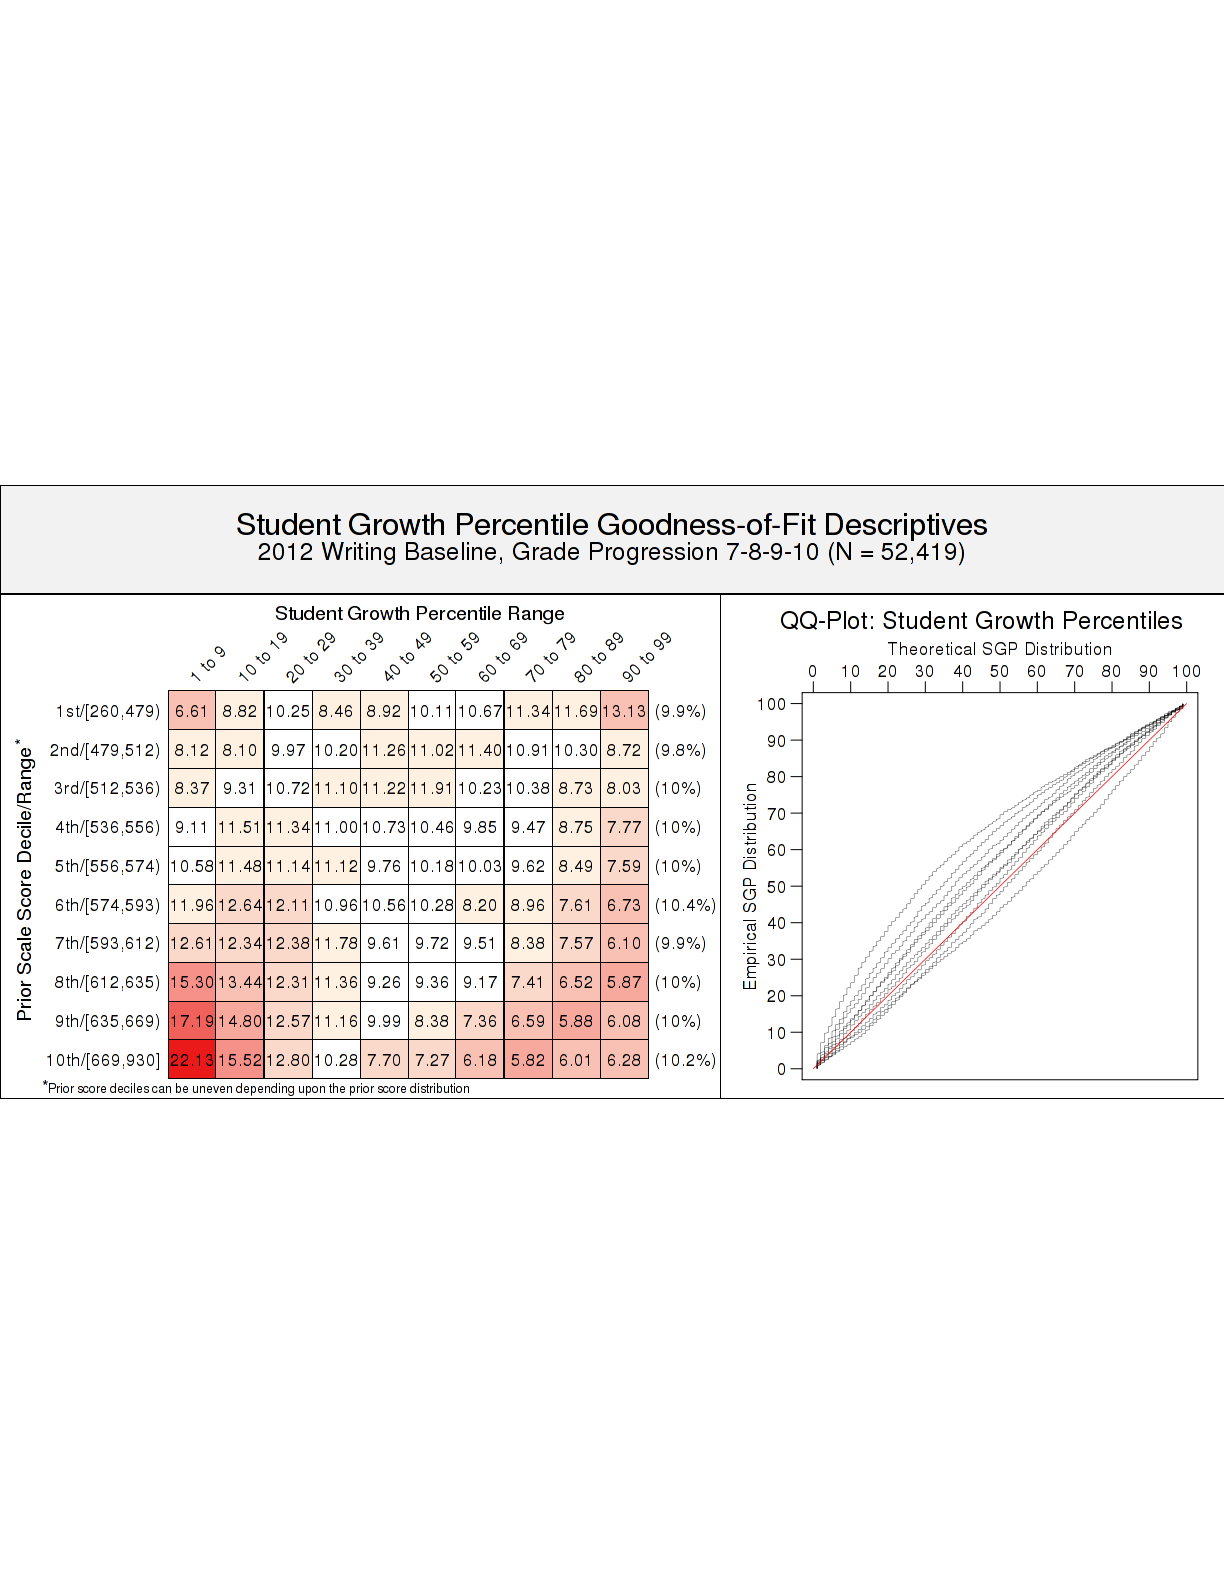 Student Growth Percentile Goodness-of-Fit Descriptives
2012 Writing Baseline, Grade Progression 7-8-9-10 (N = 52,419)
Student Growth Percentile Range
1 to 9 10 to 19 20 to 29 30 to 39 40 to 49 50 to 59 60 to 69 70 to 79 80 to 89 90 to 99
Prior Scale Score Decile/Range*
1st/[260,479) 6.61 8.82 10.25 8.46 8.92 10.11 10.67 11.34 11.69 13.13 (9.9%)
2nd/[479,512) 8.12 8.10 9.97 10.20 11.26 11.02 11.40 10.91 10.30 8.72 (9.8%)
3rd/[512,536) 8.37 9.31 10.72 11.10 11.22 11.91 10.23 10.38 8.73 8.03 (10%)
4th/[536,556) 9.11 11.51 11.34 11.00 10.73 10.46 9.85 9.47 8.75 7.77 (10%)
5th/[556,574) 10.58 11.48 11.14 11.12 9.76 10.18 10.03 9.62 8.49 7.59 (10%)
6th/[574,593) 11.96 12.64 12.11 10.96 10.56 10.28 8.20 8.96 7.61 6.73 (10.4%)
7th/[593,612) 12.61 12.34 12.38 11.78 9.61 9.72 9.51 8.38 7.57 6.10 (9.9%)
8th/[612,635) 15.30 13.44 12.31 11.36 9.26 9.36 9.17 7.41 6.52 5.87 (10%)
9th/[635,669) 17.19 14.80 12.57 11.16 9.99 8.38 7.36 6.59 5.88 6.08 (10%)
10th/[669,930] 22.13 15.52 12.80 10.28 7.70 7.27 6.18 5.82 6.01 6.28 (10.2%)
*Prior score deciles can be uneven depending upon the prior score distribution
QQ-Plot: Student Growth Percentiles
Theoretical SGP Distribution
0 10 20 30 40 50 60 70 80 90 100
Empirical SGP Distribution
100
90
80
70
60
50
40
30
20
10
0